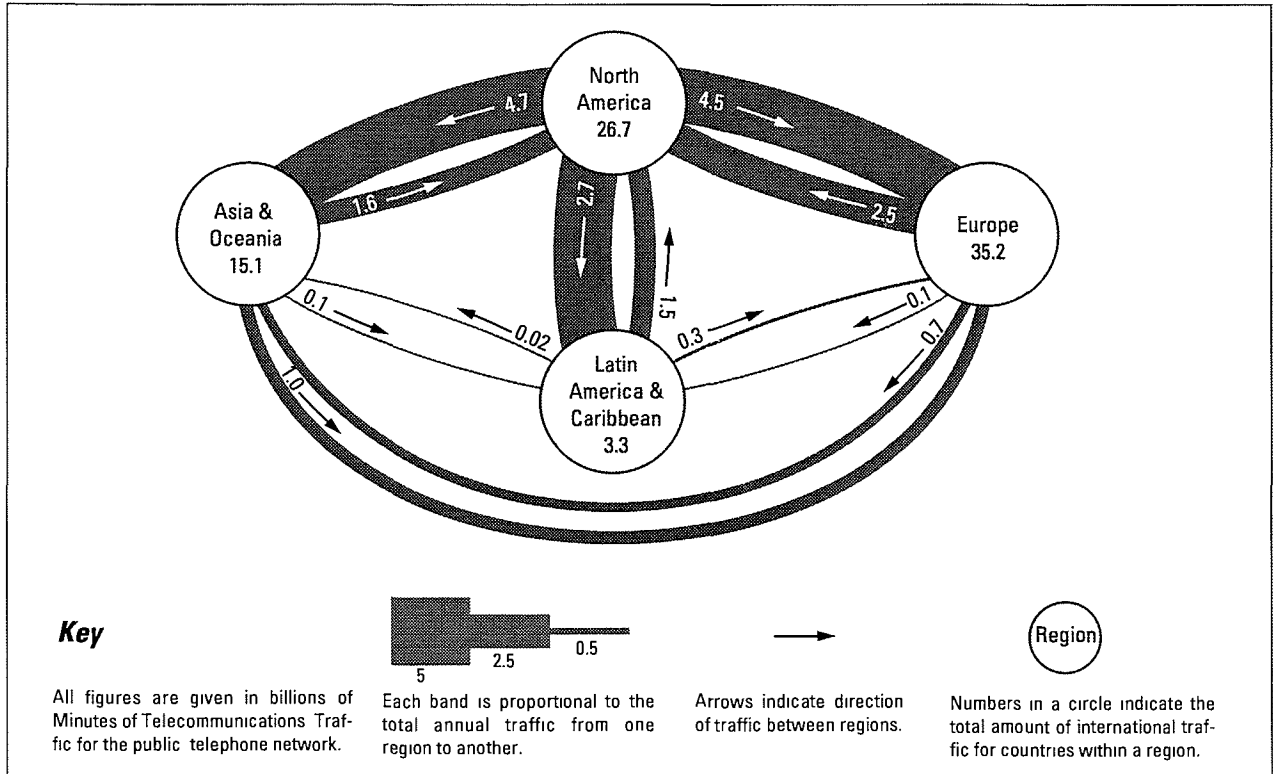 North
America
26.7
4.7
4.5
1.6
2.5
2.7
1.5
Asia &
Oceania
15.1
Europe
35.2
0.1
0.02
0.3
0.1
0.7
1.0
Latin
America &
Caribbean
3.3
Key
5
2.5
0.5
Region
All figures are given in billions of
Minutes of Telecommunications Traf-
fic for the public telephone network.
Each band is proportional to the
total annual traffic from one
region to another.
Arrows indicate direction
of traffic between regions.
Numbers in a circle indicate the
total amount of international traf-
fic for countries within a region.